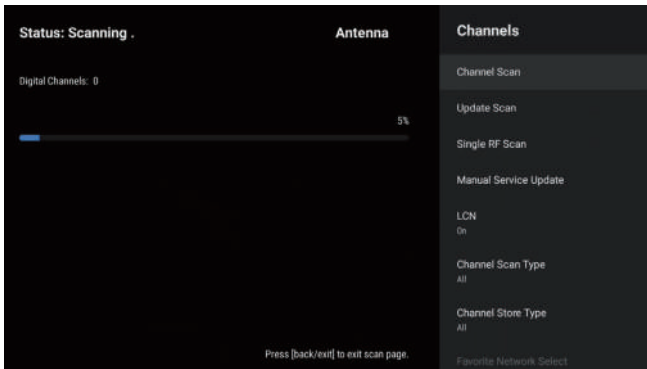 Status: Scanning .
Antenna
Digital Channels: 0
5%
Press [back/exit] to exit scan page.
Channels
Channel Scan
Update Scan
Single RF Scan
Manual Service Update
LCN
On
Channel Scan Type
All
Channel Store Type
All
Favorite Network Select